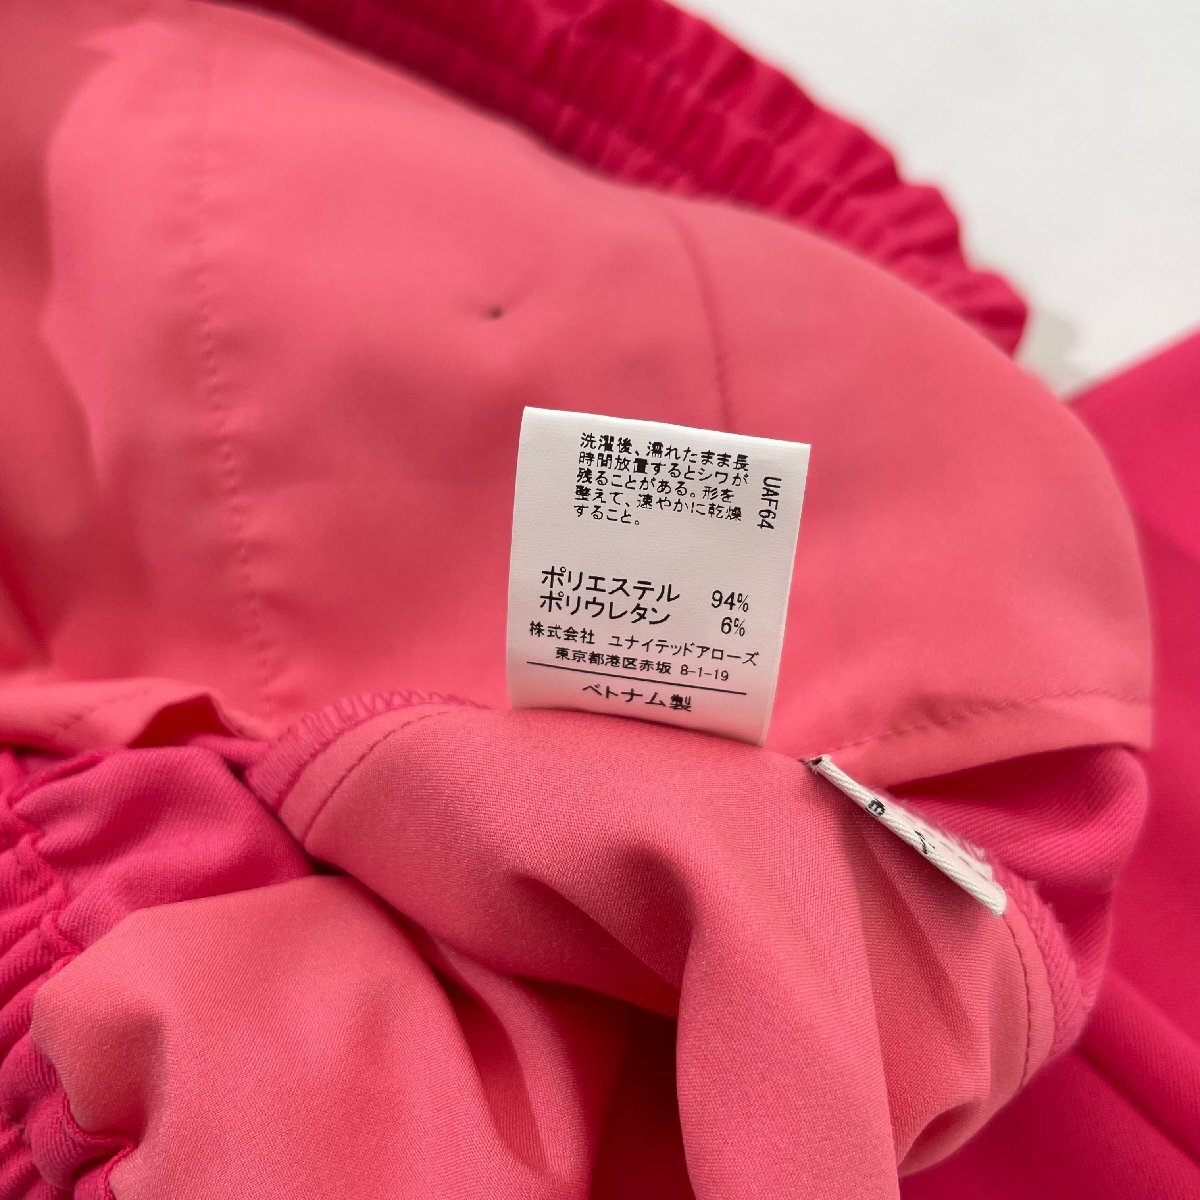 洗濯後、濡れたまま長
時間放置するとシワが
残ることがある。形を
整えて、速やかに乾燥
すること。
UAF64
ポリエステル 94%
ポリウレタン 6%
株式会社 ユナイテッドアローズ
東京都港区赤坂 8-1-19
ベトナム製